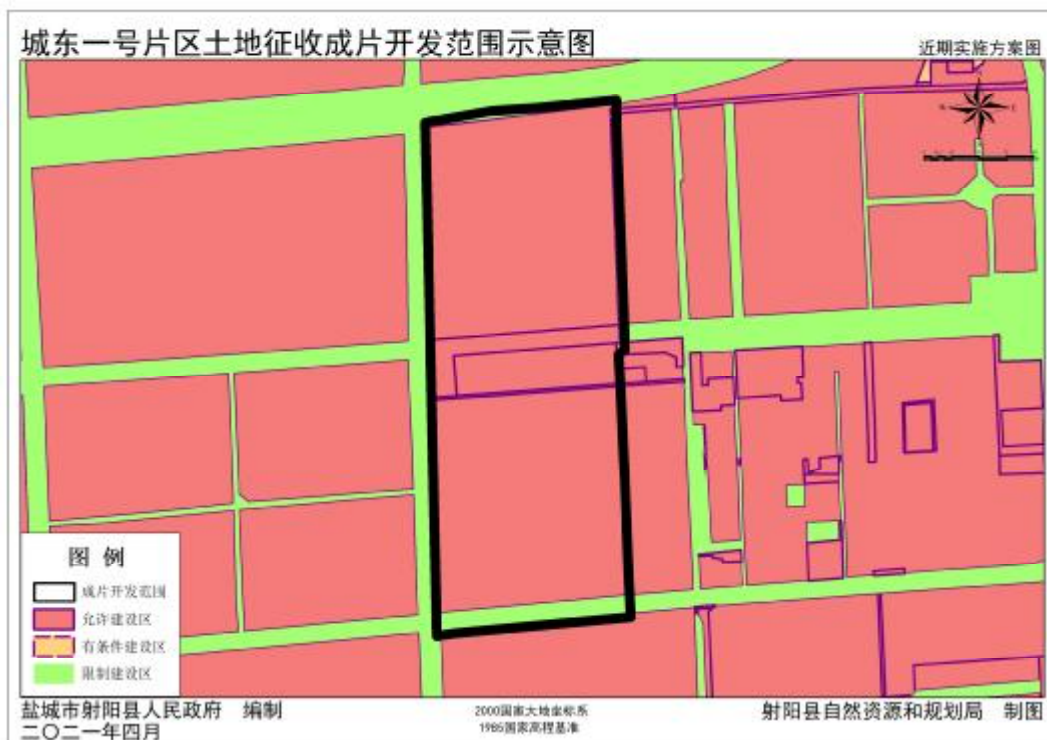 城东一号片区土地征收成片开发范围示意图
近期实施方案图
图 例
成片开发范围
允许建设区
有条件建设区
限制建设区
盐城市射阳县人民政府 编制
二〇二一年四月
2000国家大地坐标系
1985国家高程基准
射阳县自然资源和规划局 制图